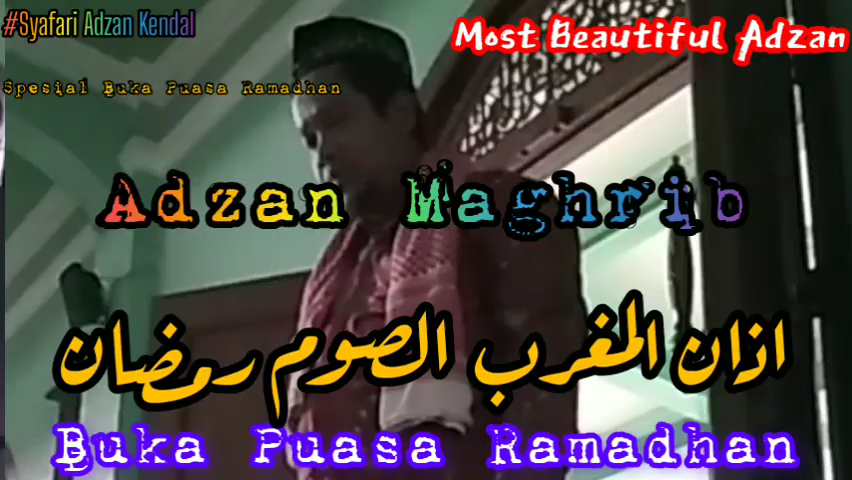 #Syafari Adzan Kendal
Most Beautiful Adzan
Spesial Buka Puasa Ramadhan
Adzan Maghrib
اذان المغرب الصوم رمضان
Buka Puasa Ramadhan